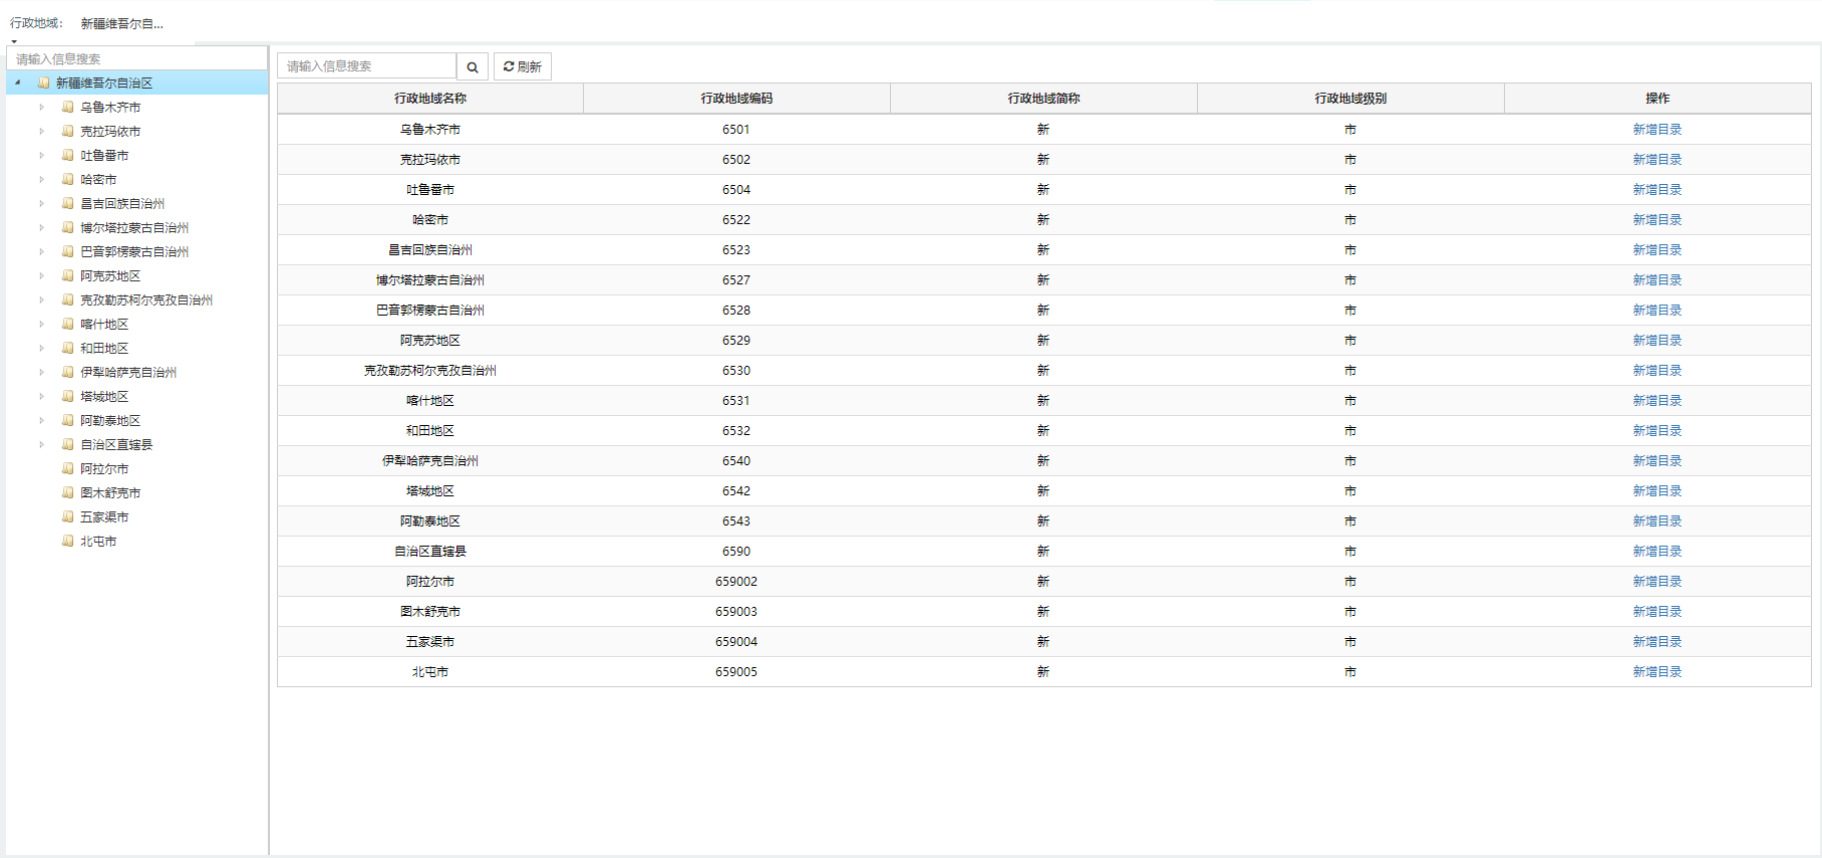 行政地域： 新疆维吾尔自...
请输入信息搜索
新疆维吾尔自治区
乌鲁木齐市
克拉玛依市
吐鲁番市
哈密市
昌吉回族自治州
博尔塔拉蒙古自治州
巴音郭楞蒙古自治州
阿克苏地区
克孜勒苏柯尔克孜自治州
喀什地区
和田地区
伊犁哈萨克自治州
塔城地区
阿勒泰地区
自治区直辖县
阿拉尔市
图木舒克市
五家渠市
北屯市
请输入信息搜索 刷新
行政地域名称 行政地域编码 行政地域简称 行政地域级别 操作
乌鲁木齐市 6501 新 市 新增目录
克拉玛依市 6502 新 市 新增目录
吐鲁番市 6504 新 市 新增目录
哈密市 6522 新 市 新增目录
昌吉回族自治州 6523 新 市 新增目录
博尔塔拉蒙古自治州 6527 新 市 新增目录
巴音郭楞蒙古自治州 6528 新 市 新增目录
阿克苏地区 6529 新 市 新增目录
克孜勒苏柯尔克孜自治州 6530 新 市 新增目录
喀什地区 6531 新 市 新增目录
和田地区 6532 新 市 新增目录
伊犁哈萨克自治州 6540 新 市 新增目录
塔城地区 6542 新 市 新增目录
阿勒泰地区 6543 新 市 新增目录
自治区直辖县 6590 新 市 新增目录
阿拉尔市 659002 新 市 新增目录
图木舒克市 659003 新 市 新增目录
五家渠市 659004 新 市 新增目录
北屯市 659005 新 市 新增目录